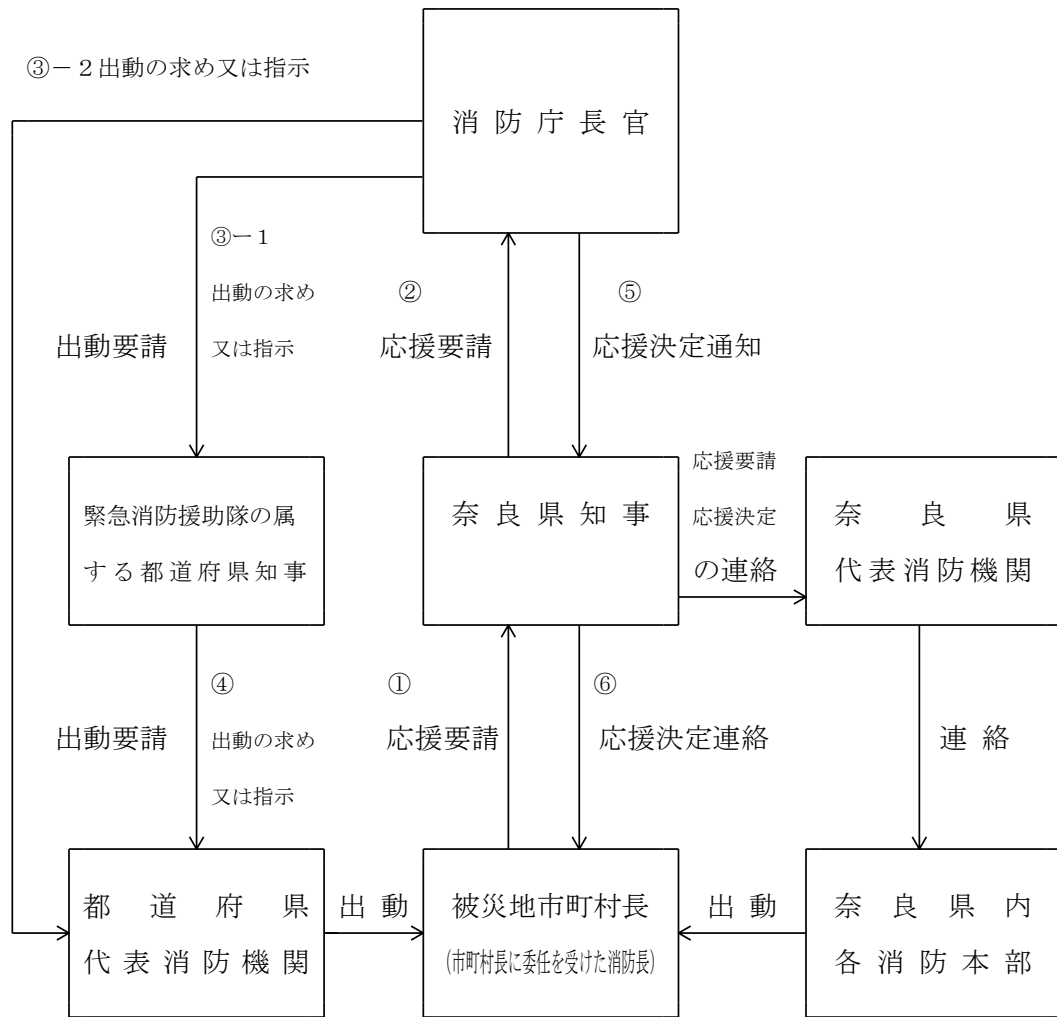 ③－２出動の求め又は指示
消防庁長官
③－１
出動の求め
又は指示
出動要請
②
応援要請
⑤
応援決定通知
緊急消防援助隊の属
する都道府県知事
奈良県知事
応援要請
応援決定
の連絡
奈良県
代表消防機関
④
出動の求め
又は指示
出動要請
①
応援要請
⑥
応援決定連絡
連絡
都道府県
代表消防機関
出動
被災地市町村長
(市町村長に委任を受けた消防長)
出動
奈良県内
各消防本部